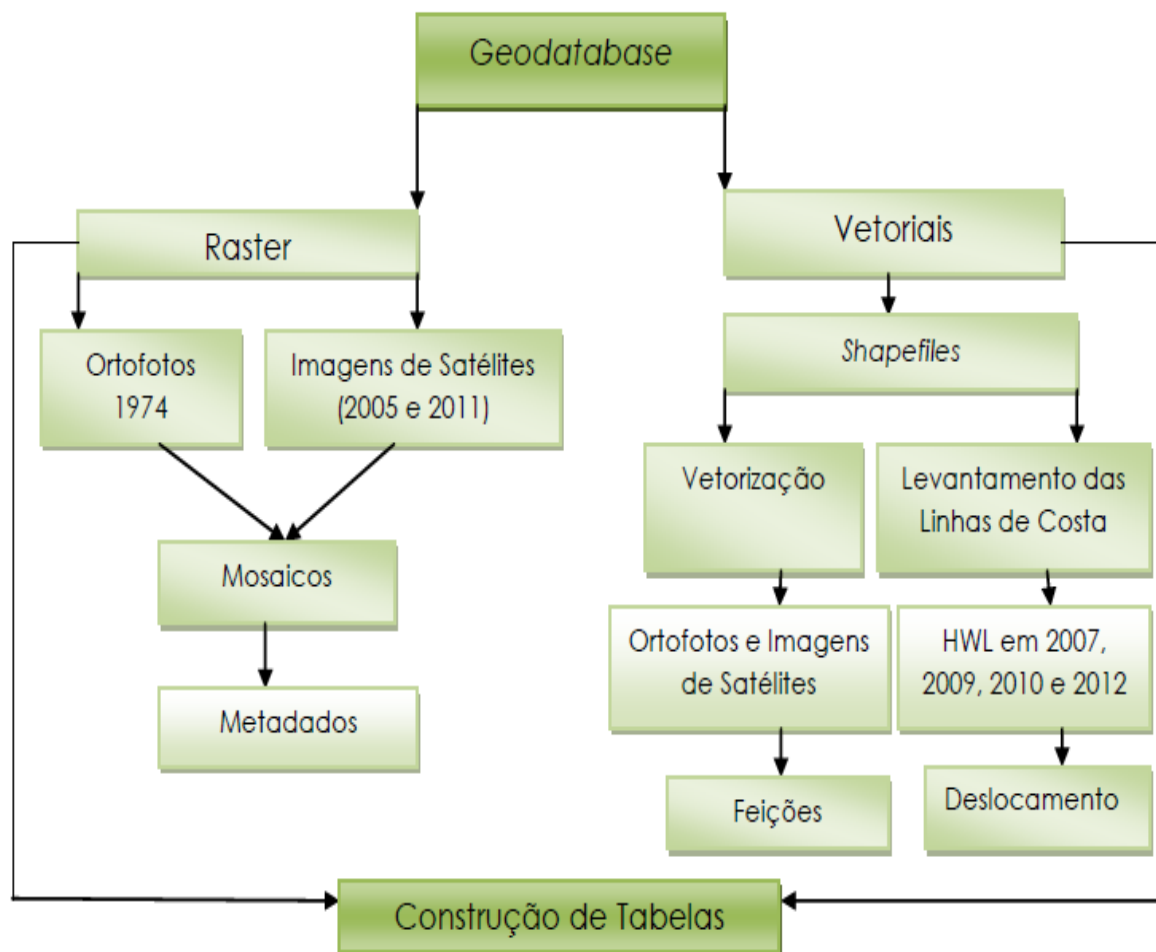 Geodatabase
Raster
Vetoriais
Ortofotos
1974
Imagens de Satélites
(2005 e 2011)
Shapefiles
Vetorização
Levantamento das
Linhas de Costa
Mosaicos
Ortofotos e Imagens
de Satélites
HWL em 2007,
2009, 2010 e 2012
Metadados
Feições
Deslocamento
Construção de Tabelas